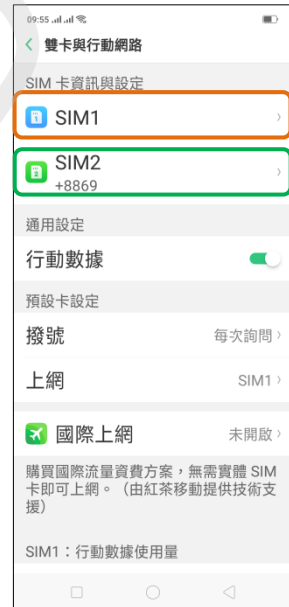 09:55
雙卡與行動網路
SIM 卡資訊與設定
SIM1
SIM2
+8869
通用設定
行動數據
預設卡設定
撥號 每次詢問
上網 SIM1
國際上網 未開啟
購買國際流量資費方案，無需實體 SIM
卡即可上網。（由紅茶移動提供技術支
援）
SIM1：行動數據使用量